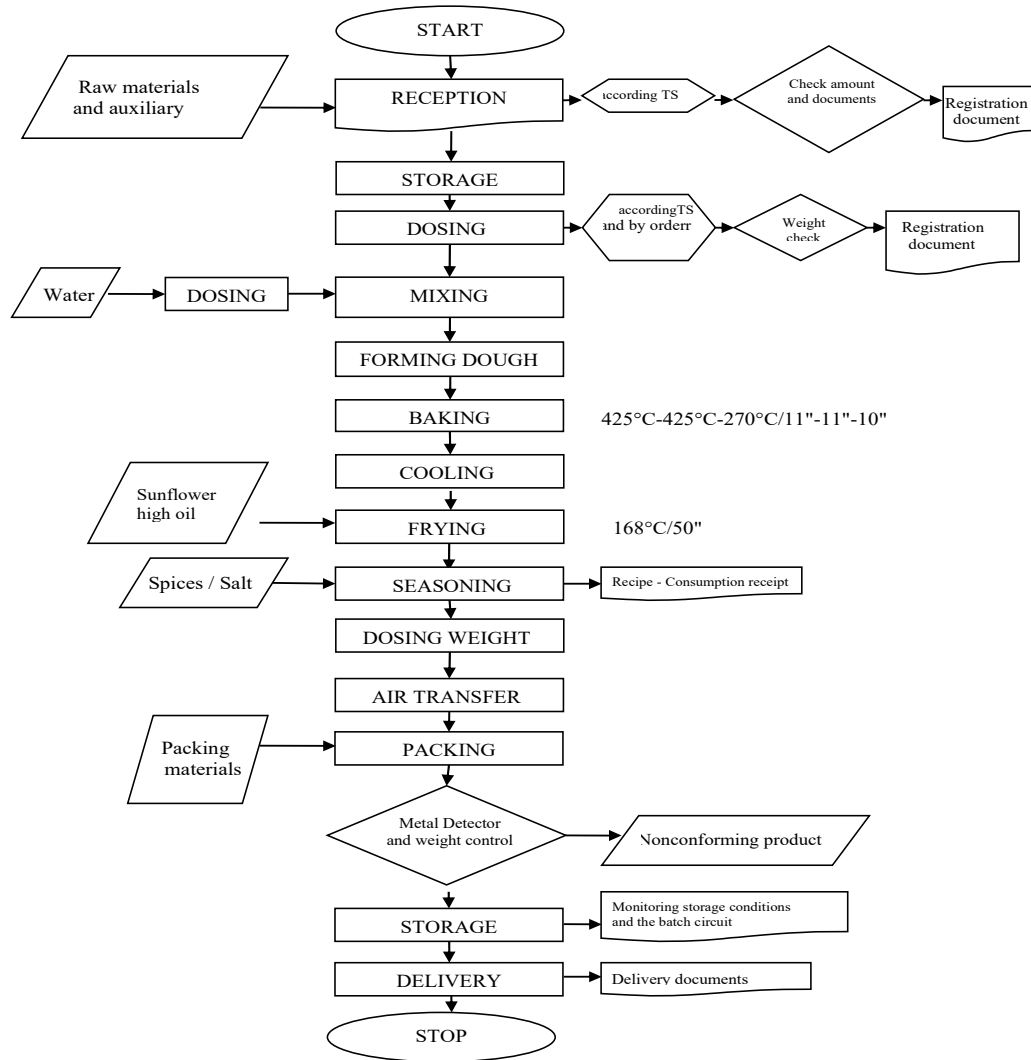 START
Raw materials
and auxiliary
RECEPTION
according TS
Check amount
and documents
Registration
document
STORAGE
DOSING
accordingTS
and by orderr
Weight
check
Registration
document
Water
DOSING
MIXING
FORMING DOUGH
BAKING
425°C-425°C-270°C/11"-11"-10"
COOLING
Sunflower
high oil
FRYING
168°C/50"
Spices / Salt
SEASONING
Recipe - Consumption receipt
DOSING WEIGHT
AIR TRANSFER
Packing
materials
PACKING
Metal Detector
and weight control
Nonconforming product
STORAGE
Monitoring storage conditions
and the batch circuit
DELIVERY
Delivery documents
STOP